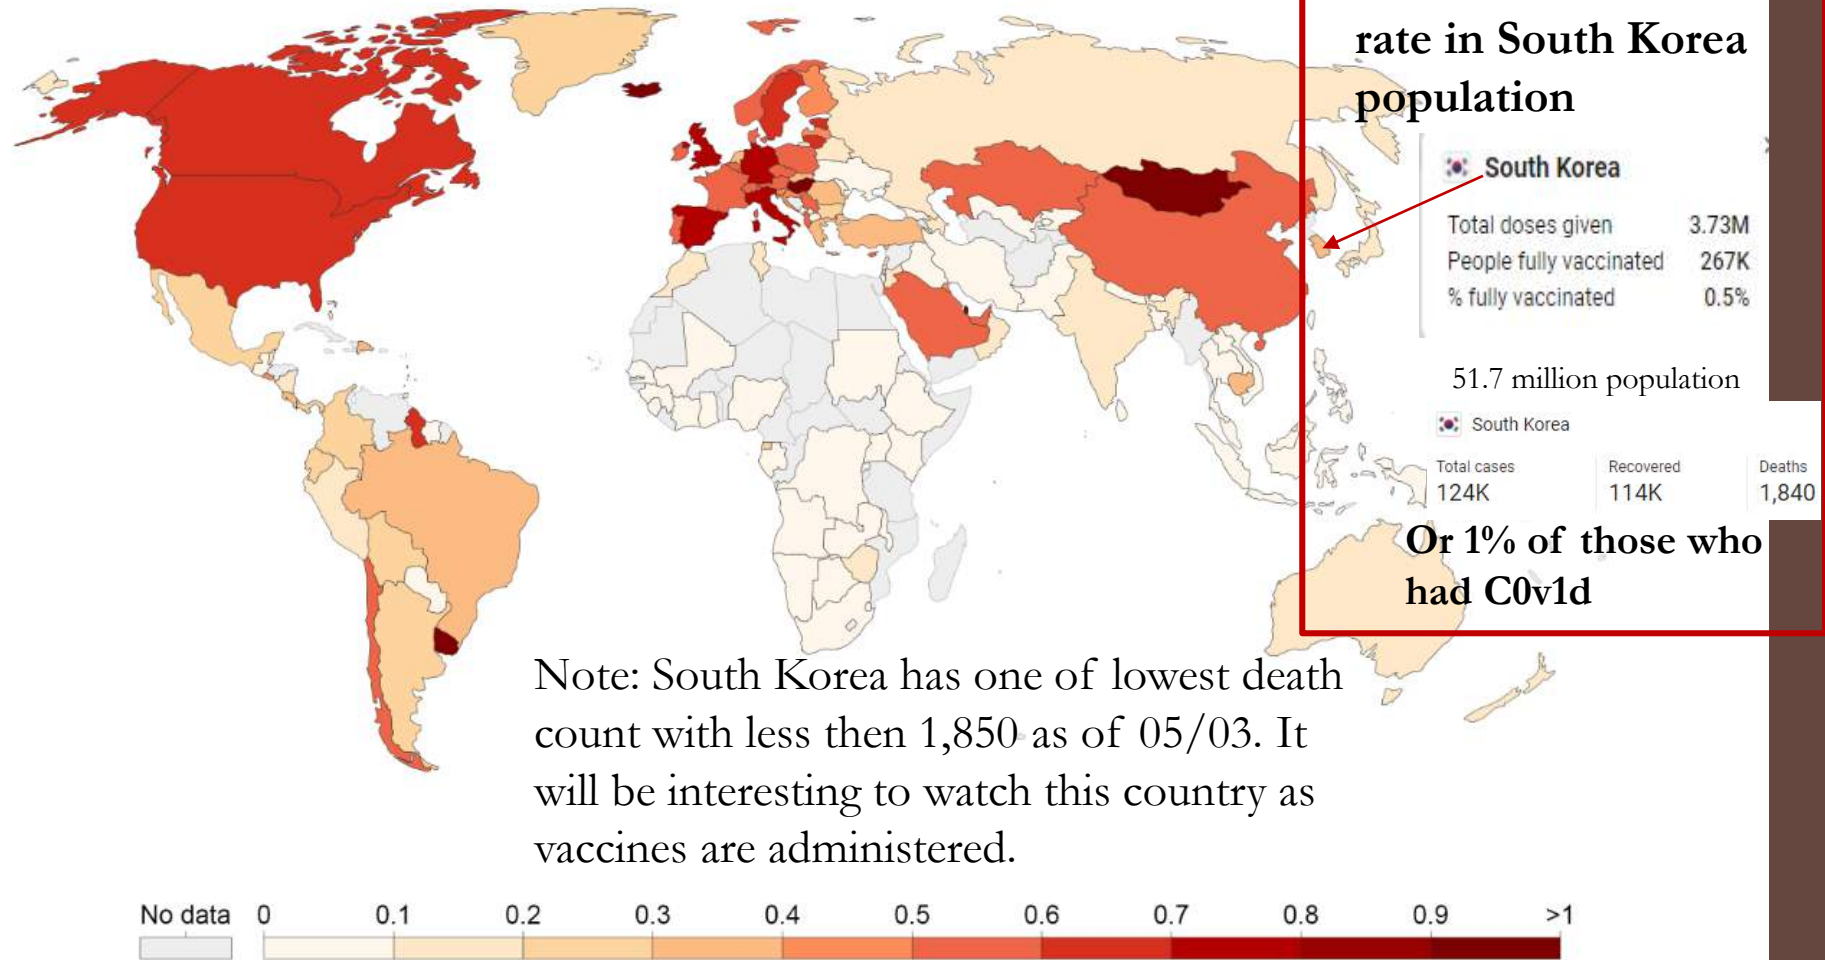 rate in South Korea
population
South Korea
Total doses given 3.73M
People fully vaccinated 267K
% fully vaccinated 0.5%
51.7 million population
South Korea
Total cases Recovered Deaths
124K 114K 1,840
Or 1% of those who
had C0v1d
Note: South Korea has one of lowest death
count with less then 1,850 as of 05/03. It
will be interesting to watch this country as
vaccines are administered.
No data 0 0.1 0.2 0.3 0.4 0.5 0.6 0.7 0.8 0.9 >1